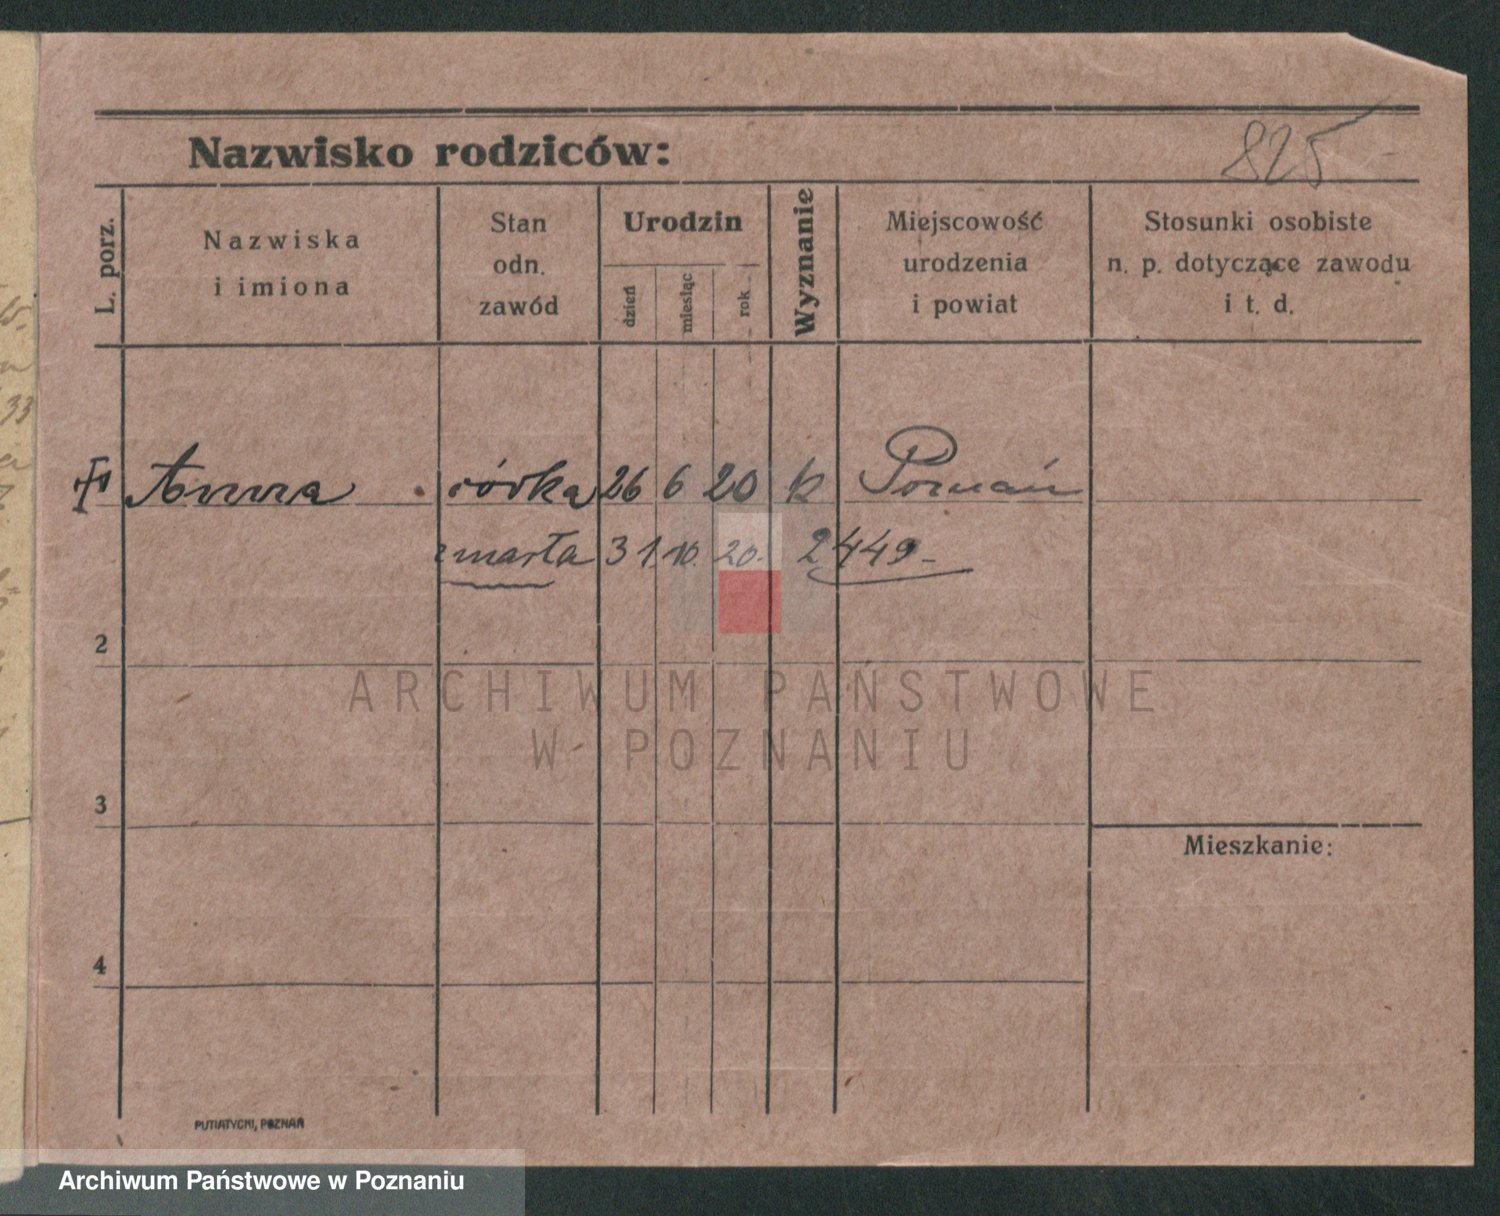 Nazwisko rodziców:
825
L. porz.
Nazwiska
i imiona
Stan
odn.
zawód
Urodzin
dzień
miesiąc
rok
Wyznanie
Miejscowość
urodzenia
i powiat
Stosunki osobiste
n. p. dotyczące zawodu
i t. d.
Anna córka 26 6 20 k Poznań
zmarła 31 10. 20. 2449-
2
3
Mieszkanie:
4
PUTIATYCKI, POZNAŃ
ARCHIWUM PAŃSTWOWE
W POZNANIU
Archiwum Państwowe w Poznaniu